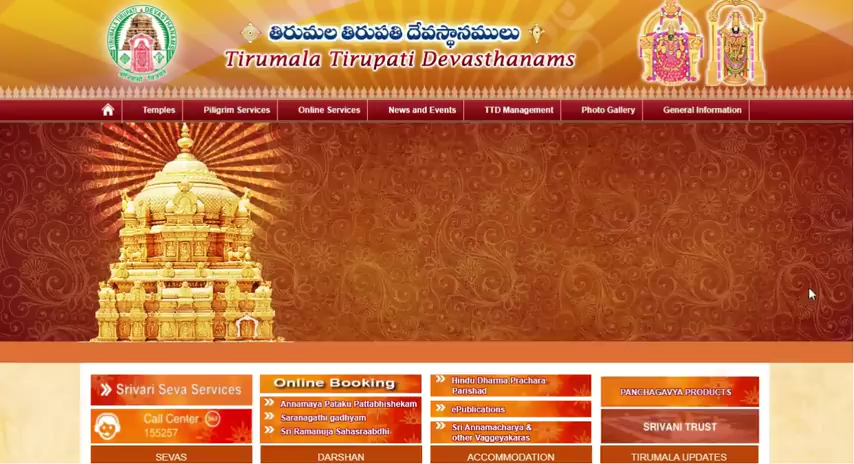 తిరుమల తిరుపతి దేవస్థానములు
Tirumala Tirupati Devasthanams
Temples
Piligrim Services
Online Services
News and Events
TTD Management
Photo Gallery
General Information
Srivari Seva Services
Call Center
155257
SEVAS
Online Booking
Annamaya Pataku Pattabhishekam
Saranagathi gadhyam
Sri Ramanuja Sahasraabdhi
DARSHAN
Hindu Dharma Prachara
Parishad
ePublications
Sri Annamacharya &
other Vaggeyakaras
ACCOMMODATION
PANCHAGAVYA PRODUCTS
SRIVANI TRUST
TIRUMALA UPDATES